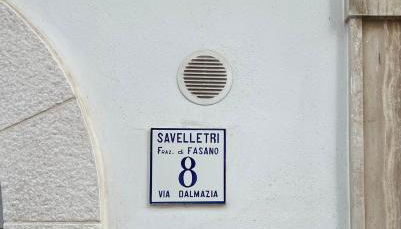 SAVELLETRI
FRAZ. di FASANO
8
VIA DALMAZIA